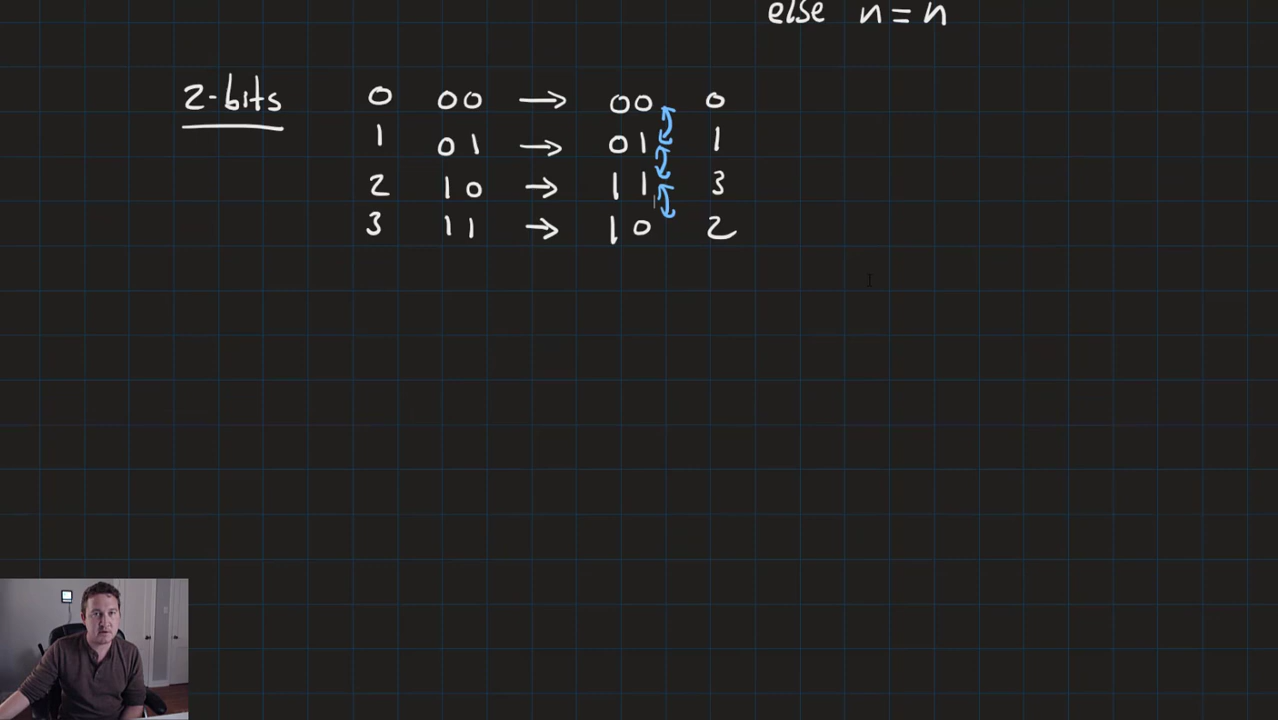 else n = n
2-bits 0 00 → 00 0
1 01 → 01 1
2 10 → 11 3
3 11 → 10 2